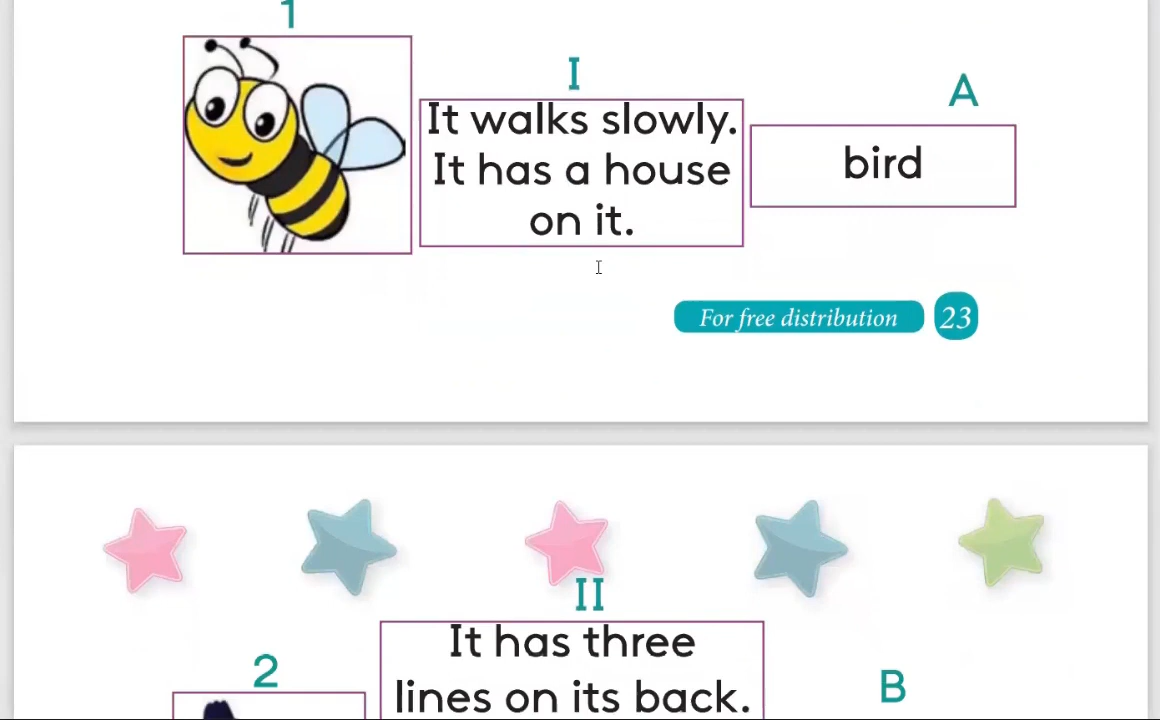 1
I
It walks slowly.
It has a house
on it.
A
bird
For free distribution 23
II
It has three
lines on its back.
2
B